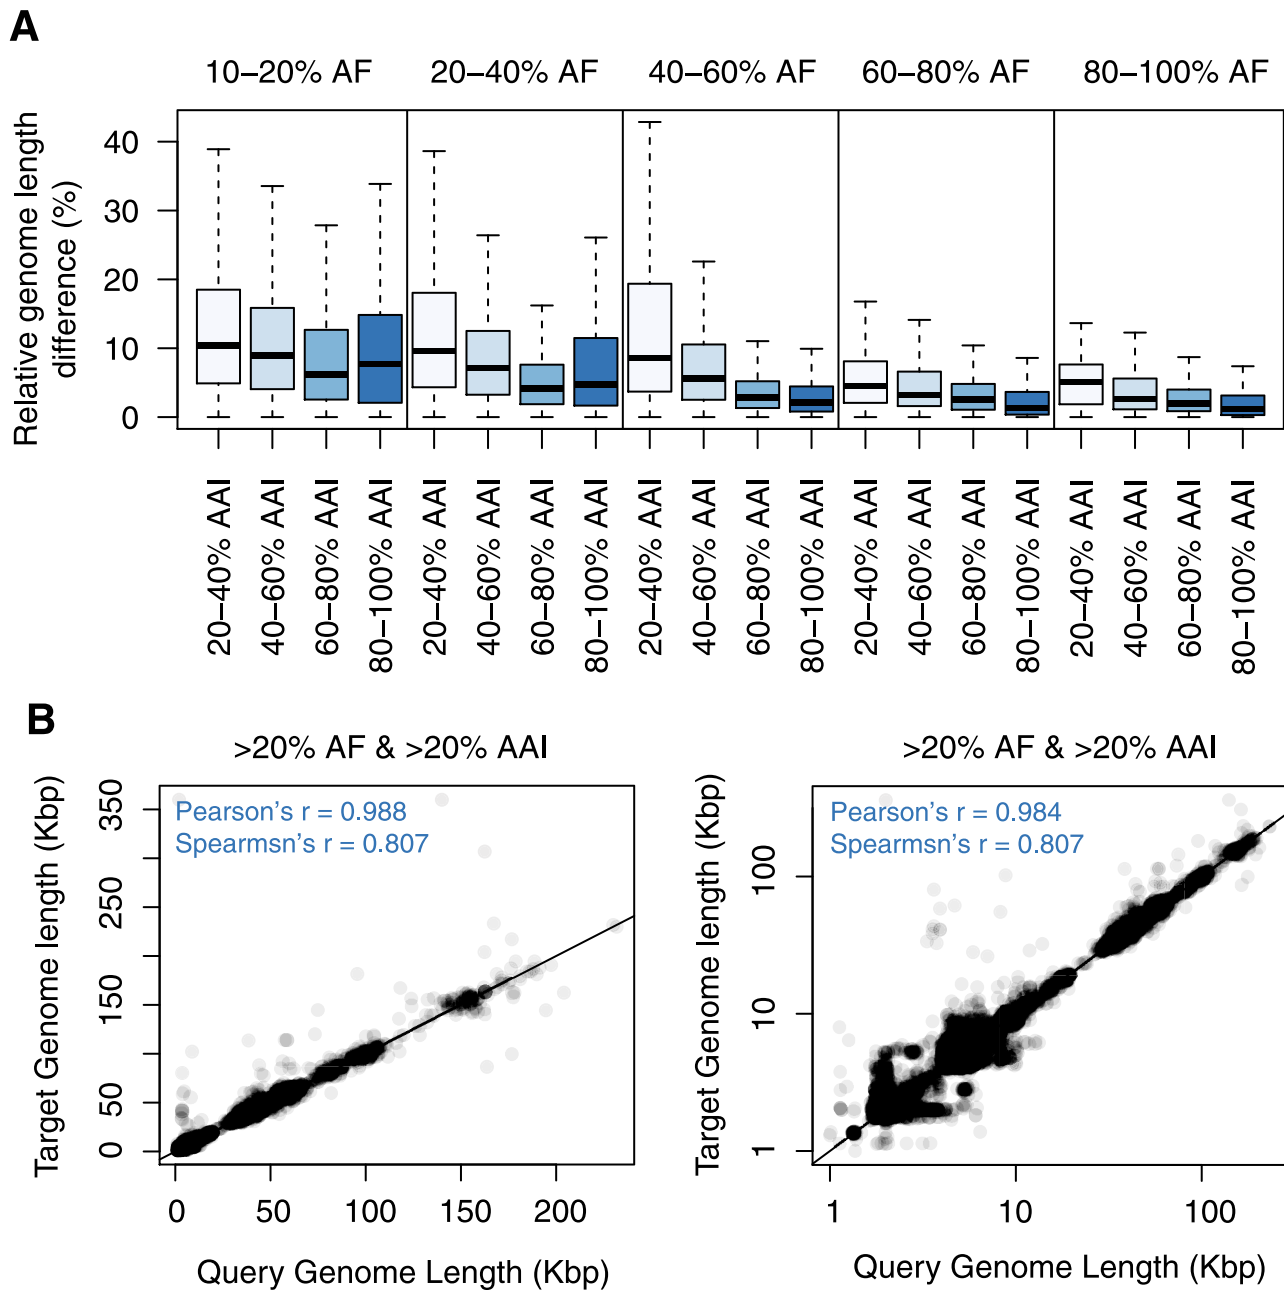 A
10–20% AF 20–40% AF 40–60% AF 60–80% AF 80–100% AF
Relative genome length
difference (%)
40
30
20
10
0
20–40% AAI 40–60% AAI 60–80% AAI 80–100% AAI 20–40% AAI 40–60% AAI 60–80% AAI 80–100% AAI 20–40% AAI 40–60% AAI 60–80% AAI 80–100% AAI 20–40% AAI 40–60% AAI 60–80% AAI 80–100% AAI 20–40% AAI 40–60% AAI 60–80% AAI 80–100% AAI
B
>20% AF & >20% AAI
Pearson's r = 0.988
Spearmsn's r = 0.807
Target Genome length (Kbp)
350
250
150
50
0
0 50 100 150 200
Query Genome Length (Kbp)
>20% AF & >20% AAI
Pearson's r = 0.984
Spearmsn's r = 0.807
Target Genome length (Kbp)
100
10
1
1 10 100
Query Genome Length (Kbp)